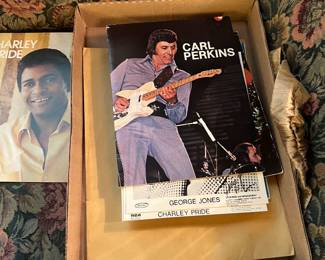 CHARLEY
PRIDE
CARL
PERKINS
GEORGE JONES
RCA
CHARLEY PRIDE